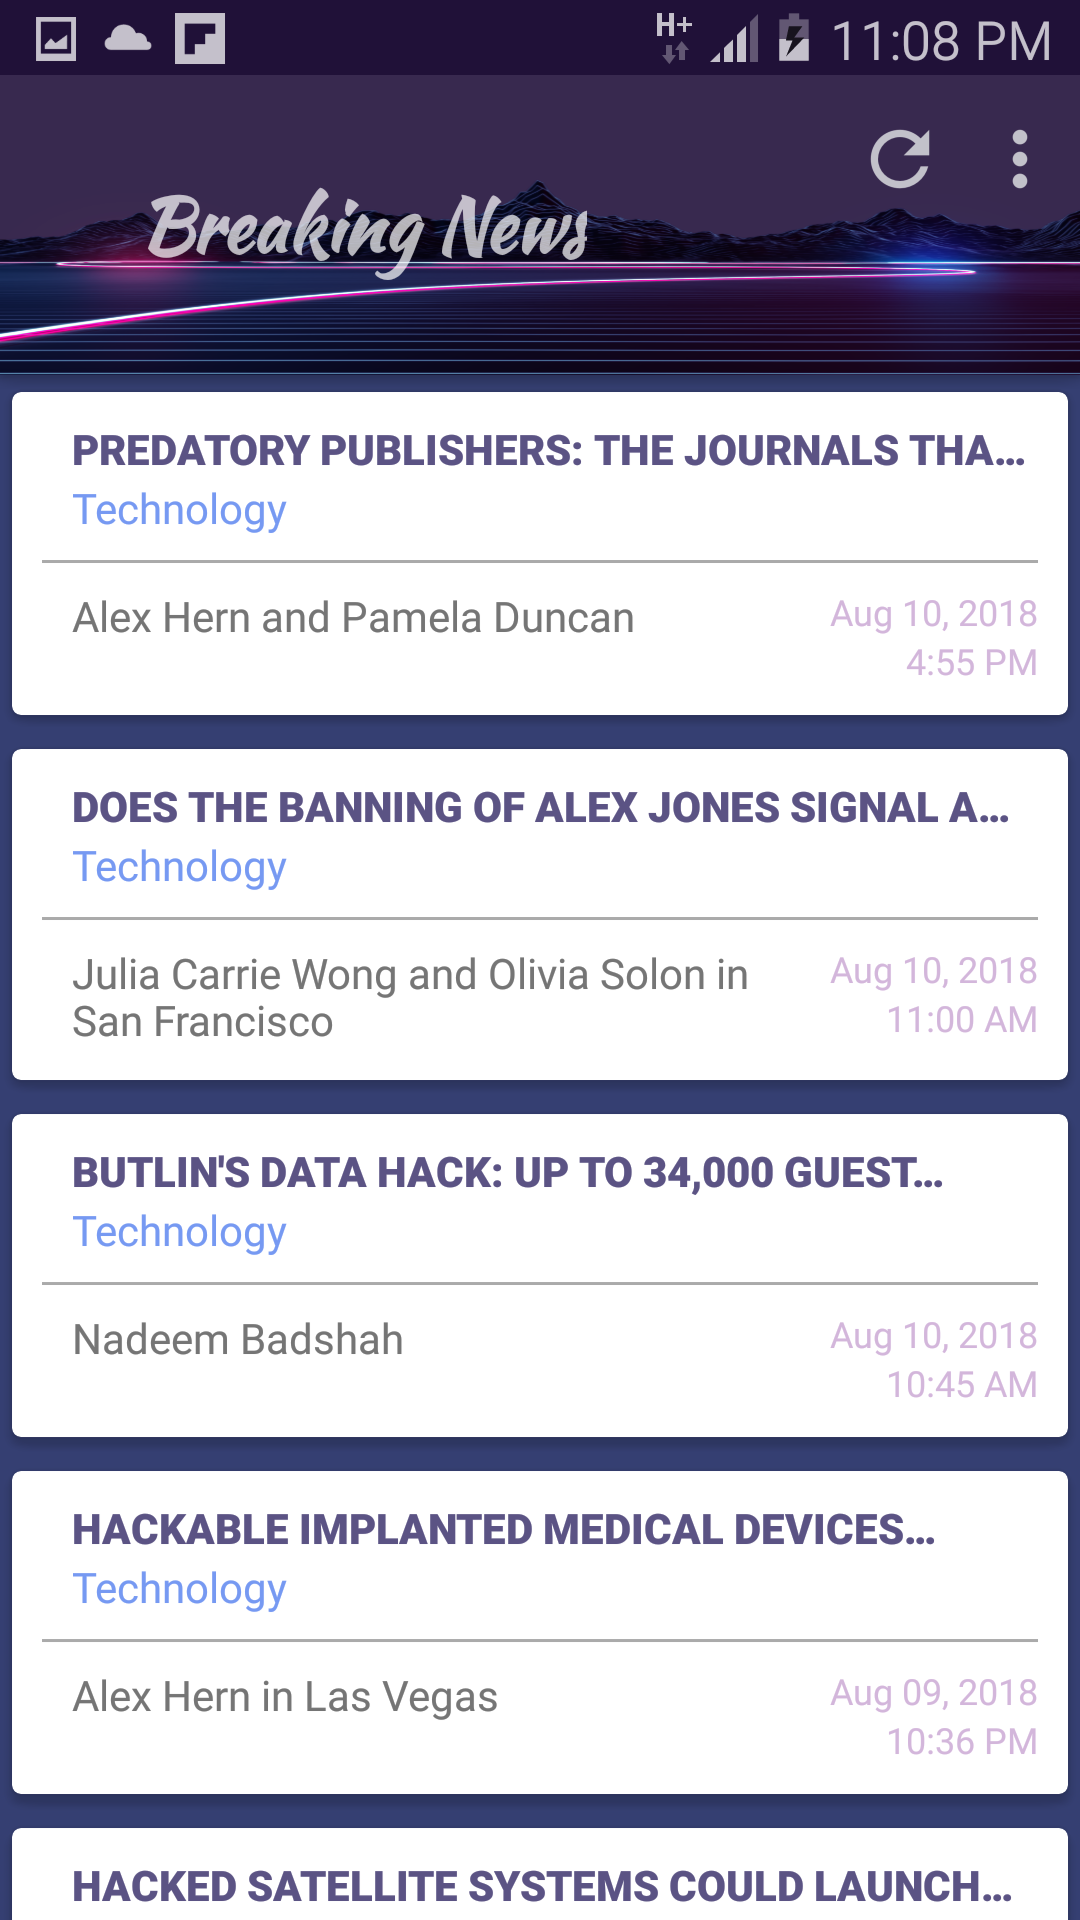 H+ 11:08 PM
Breaking News
PREDATORY PUBLISHERS: THE JOURNALS THA...
Technology
Alex Hern and Pamela Duncan
Aug 10, 2018
4:55 PM
DOES THE BANNING OF ALEX JONES SIGNAL A...
Technology
Julia Carrie Wong and Olivia Solon in
San Francisco
Aug 10, 2018
11:00 AM
BUTLIN'S DATA HACK: UP TO 34,000 GUEST...
Technology
Nadeem Badshah
Aug 10, 2018
10:45 AM
HACKABLE IMPLANTED MEDICAL DEVICES...
Technology
Alex Hern in Las Vegas
Aug 09, 2018
10:36 PM
HACKED SATELLITE SYSTEMS COULD LAUNCH...